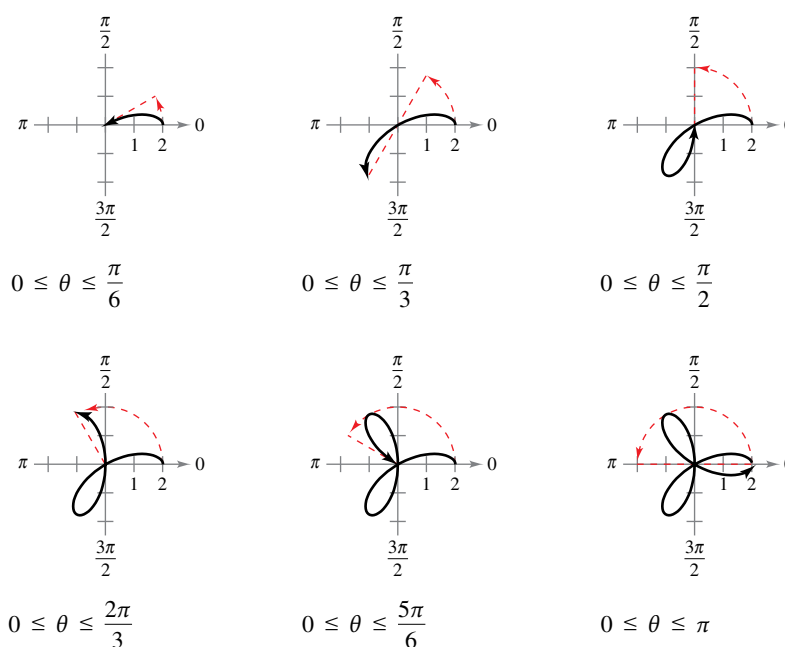 π/2 π/2 π/2
π 1 2 0 π 1 2 0 π 1 2 0
3π/2 3π/2 3π/2
0 ≤ θ ≤ π/6 0 ≤ θ ≤ π/3 0 ≤ θ ≤ π/2
π/2 π/2 π/2
π 1 2 0 π 1 2 0 π 1 2 0
3π/2 3π/2 3π/2
0 ≤ θ ≤ 2π/3 0 ≤ θ ≤ 5π/6 0 ≤ θ ≤ π